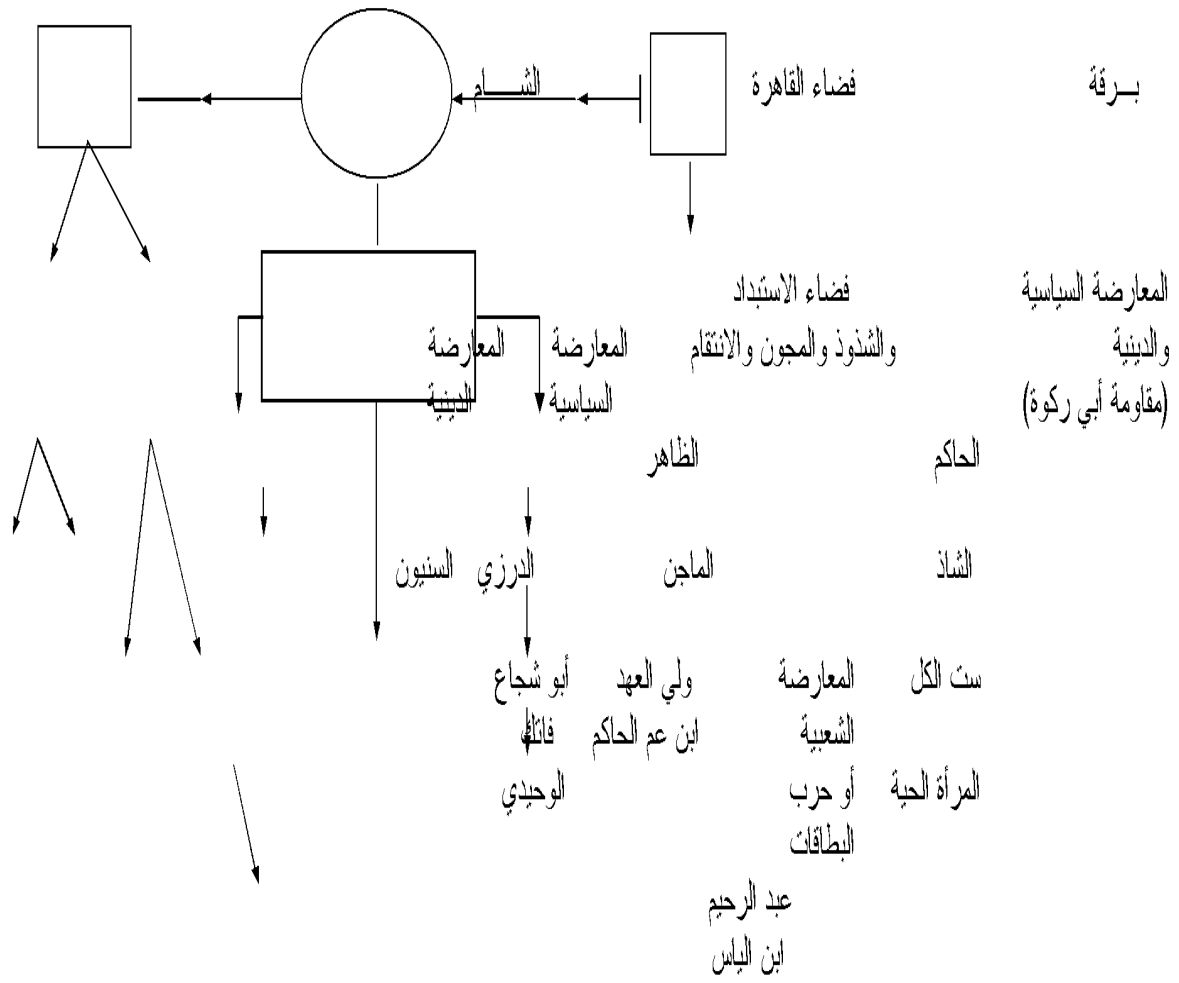 بـــرقة فضاء القاهرة الشـــــام
المعارضة السياسية فضاء الاستبداد
والدينية والشذوذ والمجون والانتقام المعارضة المعارضة
(مقاومة أبي ركوة) السياسية الدينية
الحاكم الظاهر
الشاذ الماجن الدرزي السنيون
ست الكل المعارضة ولي العهد أبو شجاع
الشعبية ابن عم الحاكم فاتك
المرأة الحية أو حرب الوحيدي
البطاقات
عبد الرحيم
ابن الياس